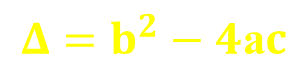 Δ = b² − 4ac